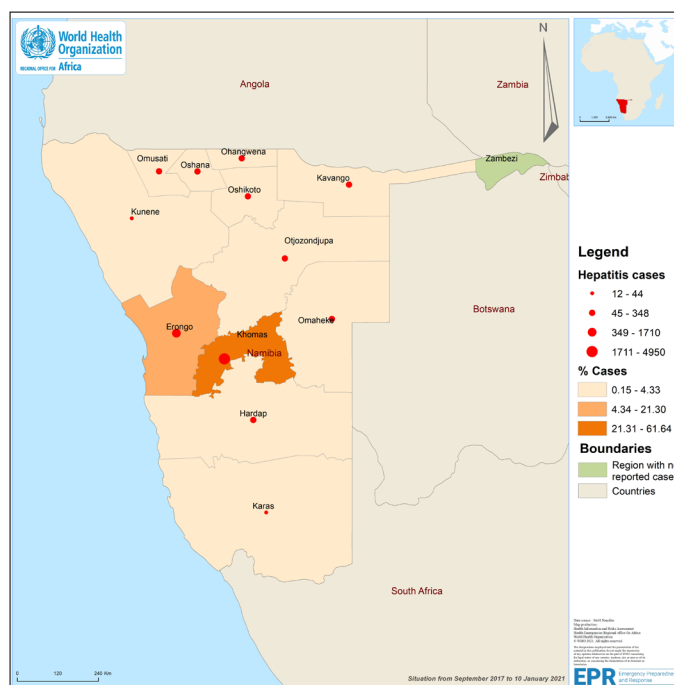 World Health
Organization
REGIONAL OFFICE FOR Africa
Angola
Zambia
N
Ohangwena
Omusati
Oshana
Zambezi
Kavango
Zimbab
Oshikoto
Kunene
Otjozondjupa
Legend
Hepatitis cases
12 - 44
45 - 348
349 - 1710
1711 - 4950
% Cases
0.15 - 4.33
4.34 - 21.30
21.31 - 61.64
Boundaries
Region with n
reported case
Countries
Botswana
Omaheke
Erongo
Khomas
Namibia
Hardap
Karas
South Africa
0 120 240 Km
Situation from September 2017 to 10 January 2021
EPR Emergency Preparedne
and Response